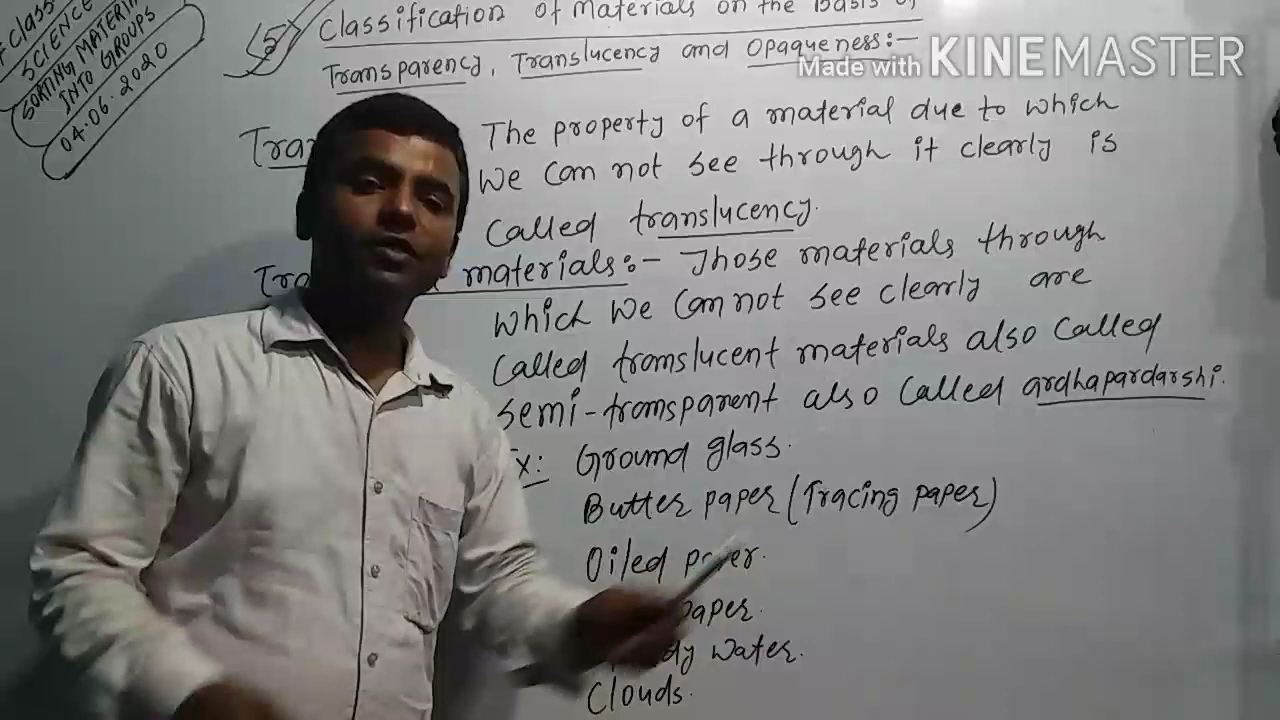 Class
SCIENCE
SORTING MATERIALS
INTO GROUPS
04.06.2020
5 Classification of Materials on the Basis of
Transparency, Translucency and Opaqueness:-
Made with KINEMASTER
The property of a material due to which
We can not see through it clearly is
Called translucency.
materials:- Those materials through
which we can not see clearly are
Called translucent materials also called
Semi-transparent also called ardhapardarshi.
Ex: Ground glass.
Butter paper (Tracing paper)
Oiled paper.
paper.
Water.
Clouds.